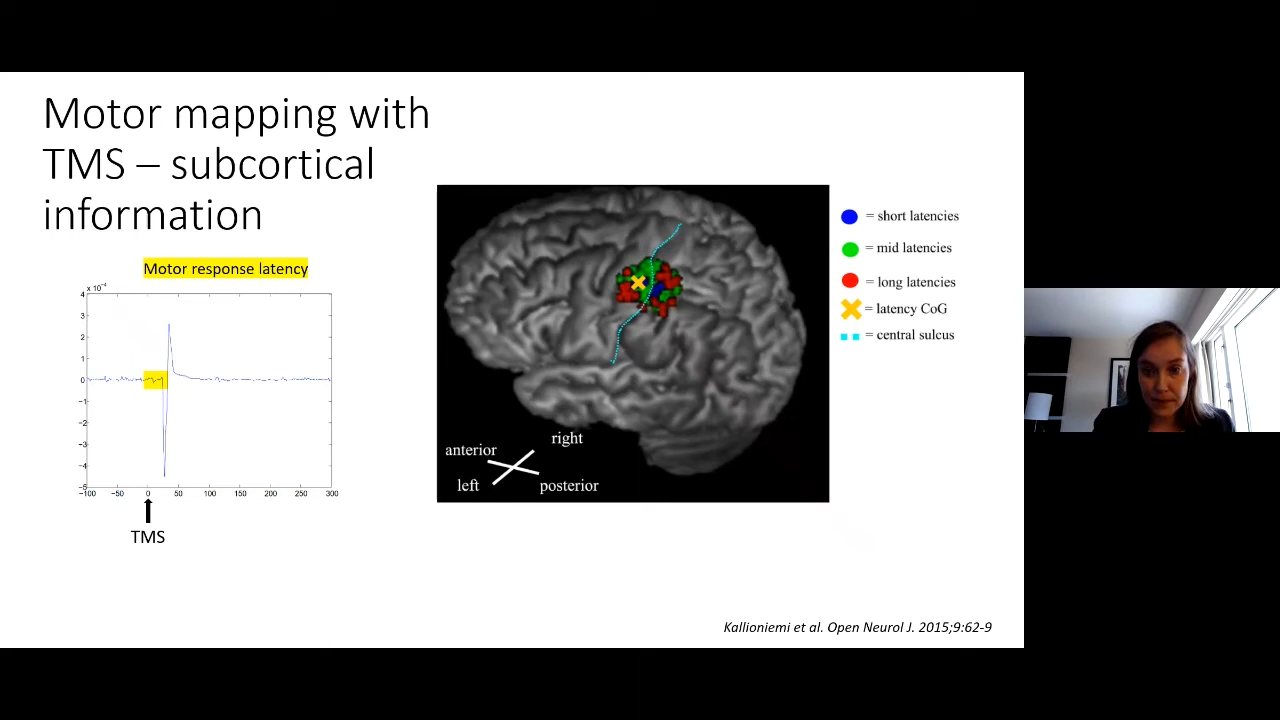 Motor mapping with
TMS – subcortical
information
Motor response latency
x 10⁻⁴
4
3
2
1
0
−1
−2
−3
−4
−5
−100 −50 0 50 100 150 200 250 300
TMS
anterior
right
left
posterior
= short latencies
= mid latencies
= long latencies
= latency CoG
= central sulcus
Kallioniemi et al. Open Neurol J. 2015;9:62-9